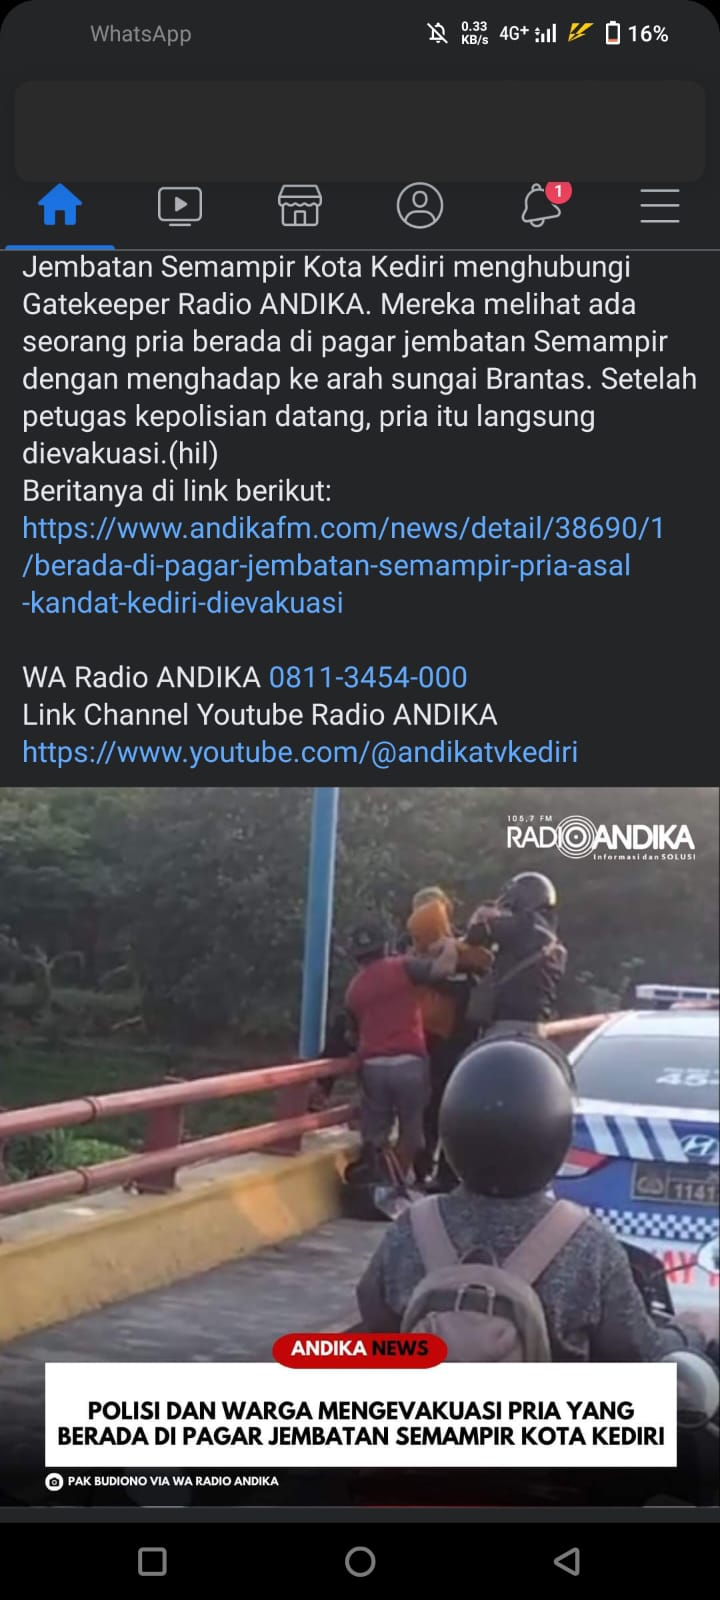 WhatsApp
0.33
KB/s
4G+
16%
1
Jembatan Semampir Kota Kediri menghubungi
Gatekeeper Radio ANDIKA. Mereka melihat ada
seorang pria berada di pagar jembatan Semampir
dengan menghadap ke arah sungai Brantas. Setelah
petugas kepolisian datang, pria itu langsung
dievakuasi.(hil)
Beritanya di link berikut:
https://www.andikafm.com/news/detail/38690/1
/berada-di-pagar-jembatan-semampir-pria-asal
-kandat-kediri-dievakuasi
WA Radio ANDIKA 0811-3454-000
Link Channel Youtube Radio ANDIKA
https://www.youtube.com/@andikatvkediri
105,7 FM
RADIO ANDIKA
Informasi dan SOLUSI
1141
ANDIKA NEWS
POLISI DAN WARGA MENGEVAKUASI PRIA YANG
BERADA DI PAGAR JEMBATAN SEMAMPIR KOTA KEDIRI
PAK BUDIONO VIA WA RADIO ANDIKA